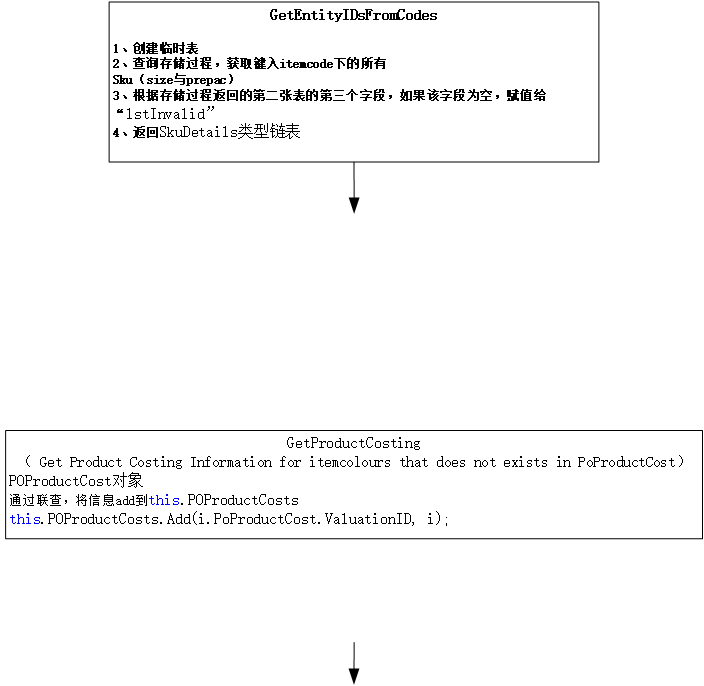 GetEntityIDsFromCodes
1、创建临时表
2、查询存储过程，获取键入itemcode下的所有
Sku（size与prepac）
3、根据存储过程返回的第二张表的第三个字段，如果该字段为空，赋值给
“lstInvalid”
4、返回SkuDetails类型链表
GetProductCosting
（ Get Product Costing Information for itemcolours that does not exists in PoProductCost）
POProductCost对象
通过联查，将信息add到this.POProductCosts
this.POProductCosts.Add(i.PoProductCost.ValuationID, i);